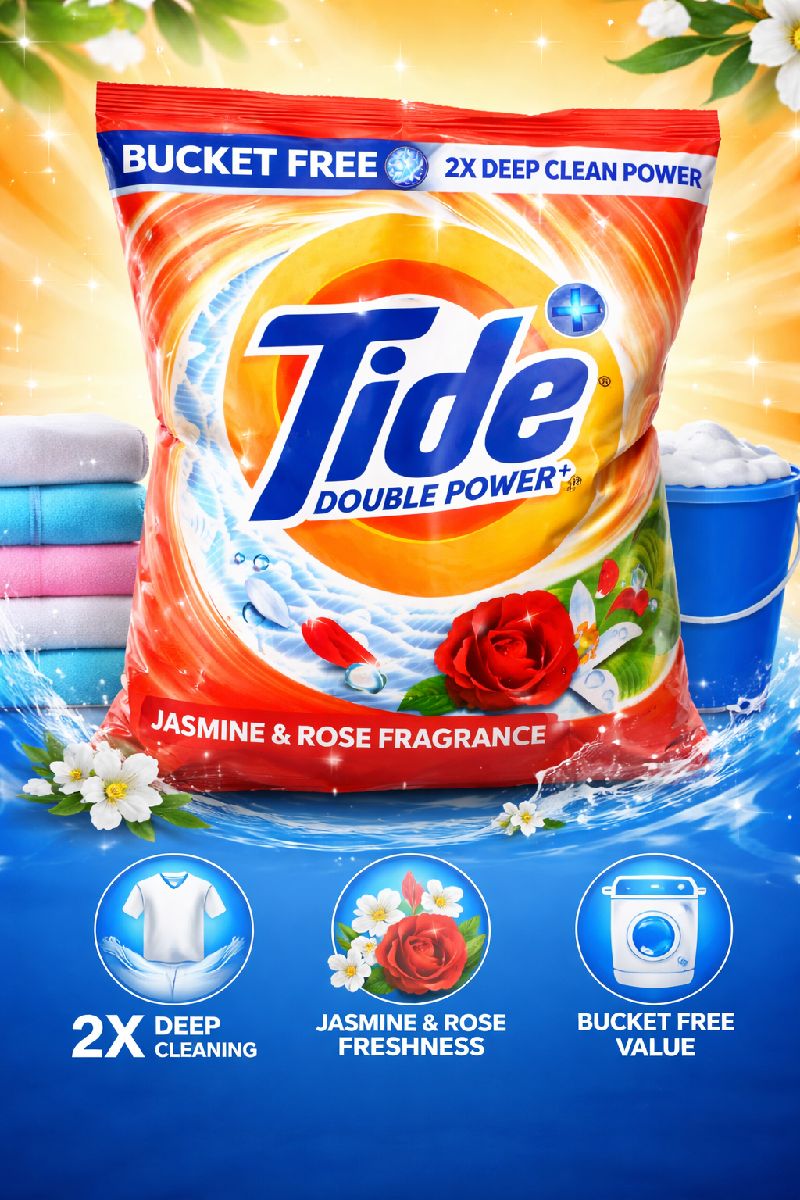 BUCKET FREE 2X DEEP CLEAN POWER
Tide®
DOUBLE POWER+
JASMINE & ROSE FRAGRANCE
2X DEEP CLEANING
JASMINE & ROSE
FRESHNESS
BUCKET FREE
VALUE